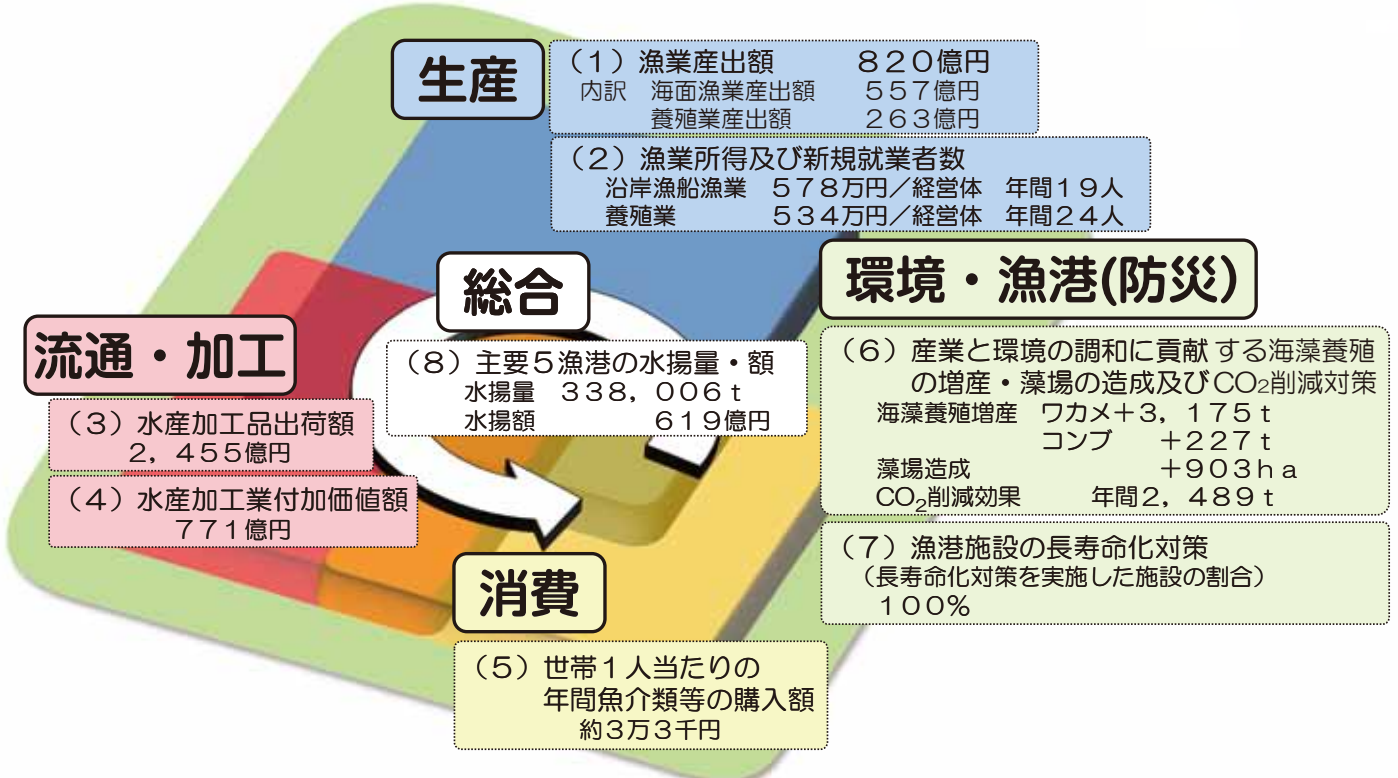 生産
(1)漁業産出額 820億円
内訳 海面漁業産出額 557億円
養殖業産出額 263億円
(2)漁業所得及び新規就業者数
沿岸漁船漁業 578万円／経営体 年間19人
養殖業 534万円／経営体 年間24人
総合
(8)主要5漁港の水揚量・額
水揚量 338,006t
水揚額 619億円
流通・加工
(3)水産加工品出荷額
2,455億円
(4)水産加工業付加価値額
771億円
環境・漁港(防災)
(6)産業と環境の調和に貢献する海藻養殖
の増産・藻場の造成及びCO₂削減対策
海藻養殖増産 ワカメ＋3,175t
コンブ ＋227t
藻場造成 ＋903ha
CO₂削減効果 年間2,489t
(7)漁港施設の長寿命化対策
(長寿命化対策を実施した施設の割合)
100%
消費
(5)世帯1人当たりの
年間魚介類等の購入額
約3万3千円